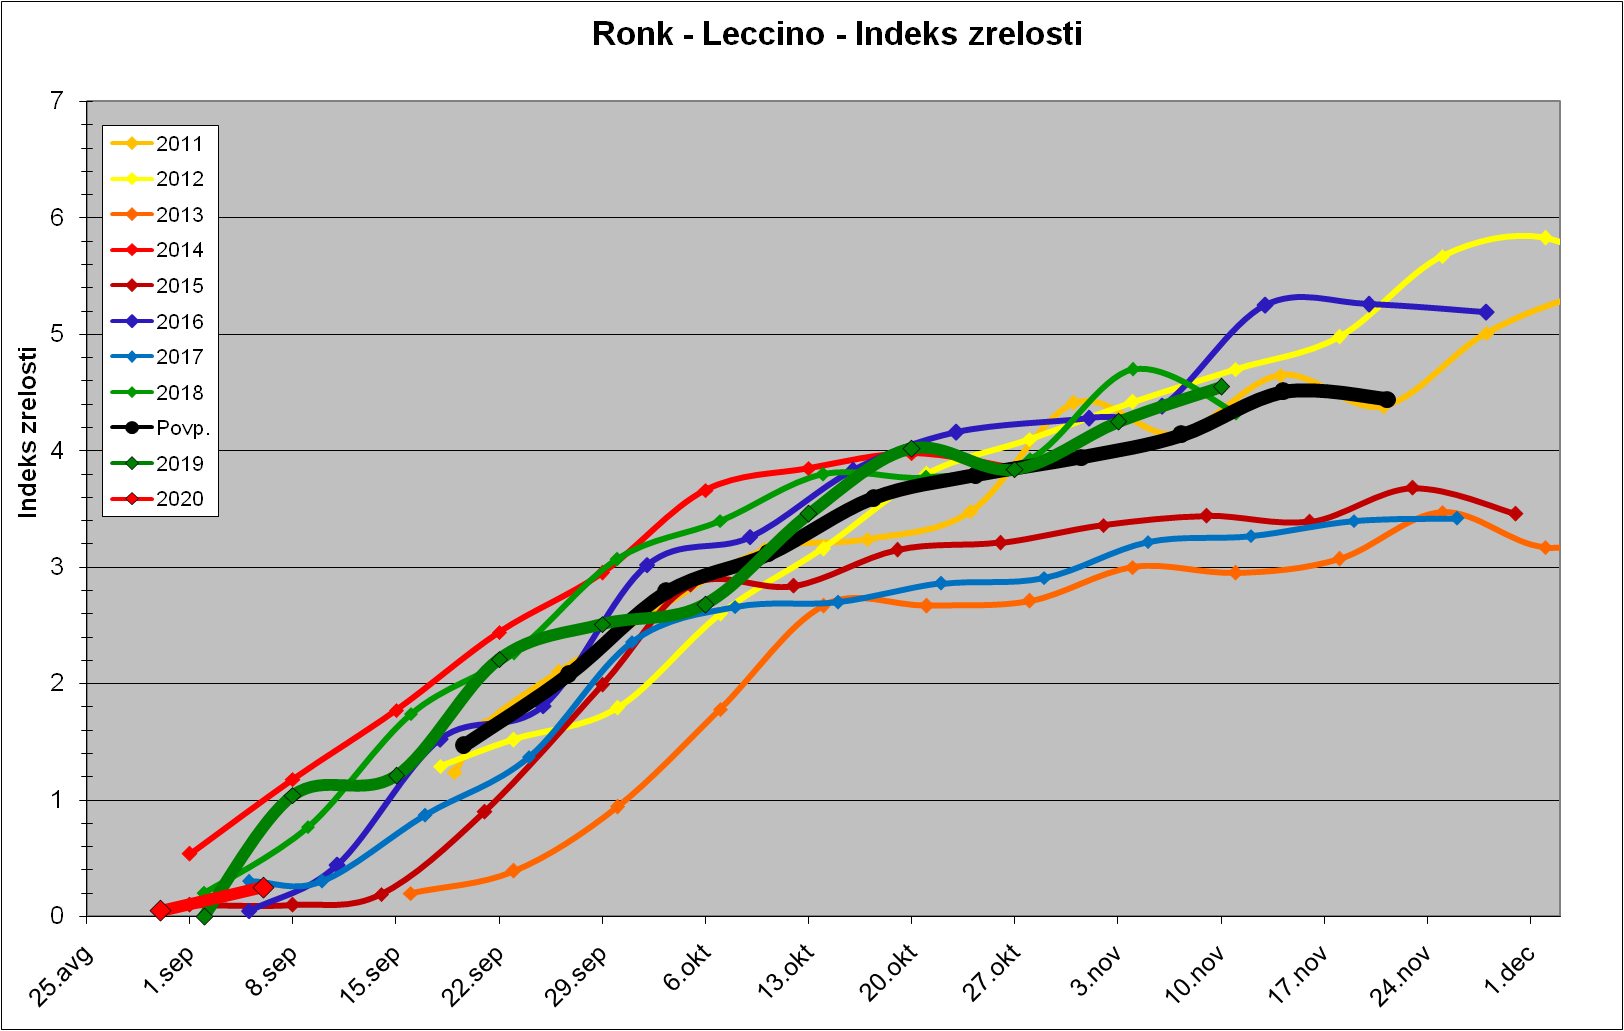 Ronk - Leccino - Indeks zrelosti
Indeks zrelosti
7
6
5
4
3
2
1
0
2011
2012
2013
2014
2015
2016
2017
2018
Povp.
2019
2020
25.avg
1.sep
8.sep
15.sep
22.sep
29.sep
6.okt
13.okt
20.okt
27.okt
3.nov
10.nov
17.nov
24.nov
1.dec